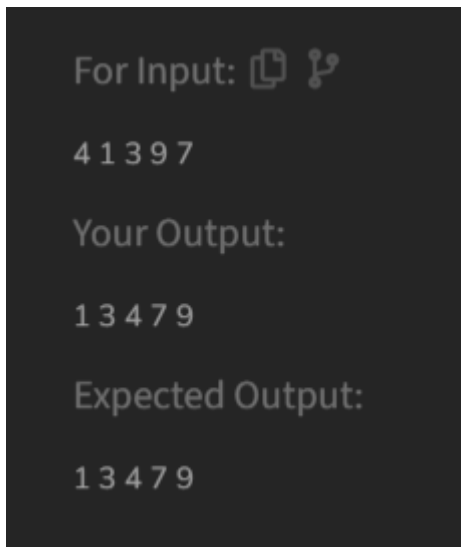 For Input:
4 1 3 9 7
Your Output:
1 3 4 7 9
Expected Output:
1 3 4 7 9